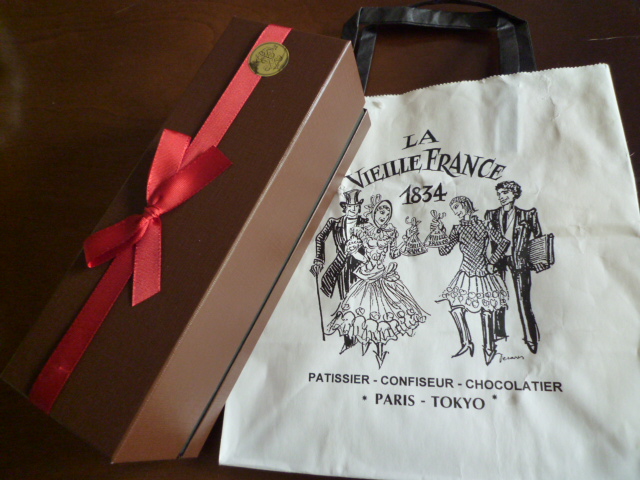 LA
VIEILLE FRANCE
1834
PATISSIER - CONFISEUR - CHOCOLATIER
* PARIS - TOKYO *